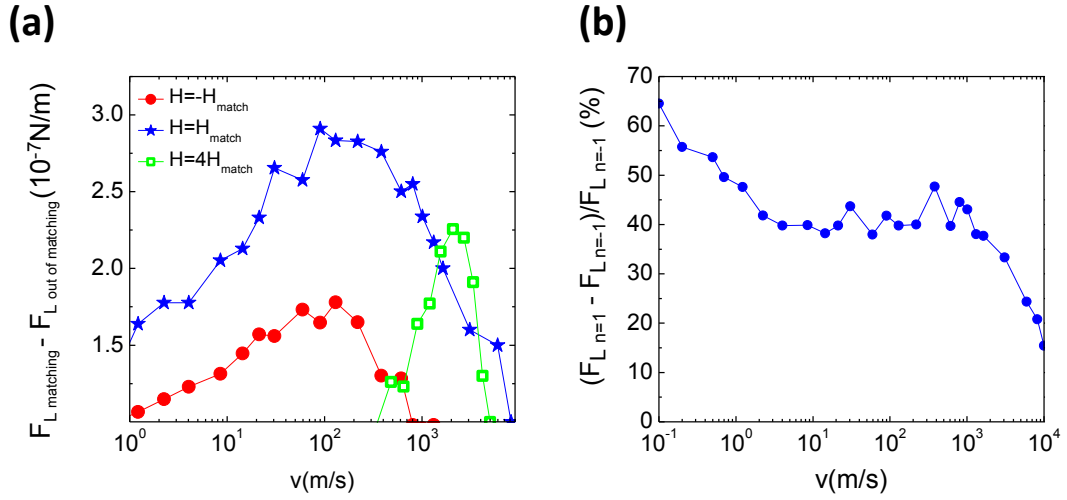 (a)
F_L matching - F_L out of matching (10^-7 N/m)
3.0
2.5
2.0
1.5
H=-H_match
H=H_match
H=4H_match
10^0 10^1 10^2 10^3
v(m/s)
(b)
(F_L n=1 - F_L n=-1)/F_L n=-1 (%)
80
70
60
50
40
30
20
10
0
10^-1 10^0 10^1 10^2 10^3 10^4
v(m/s)